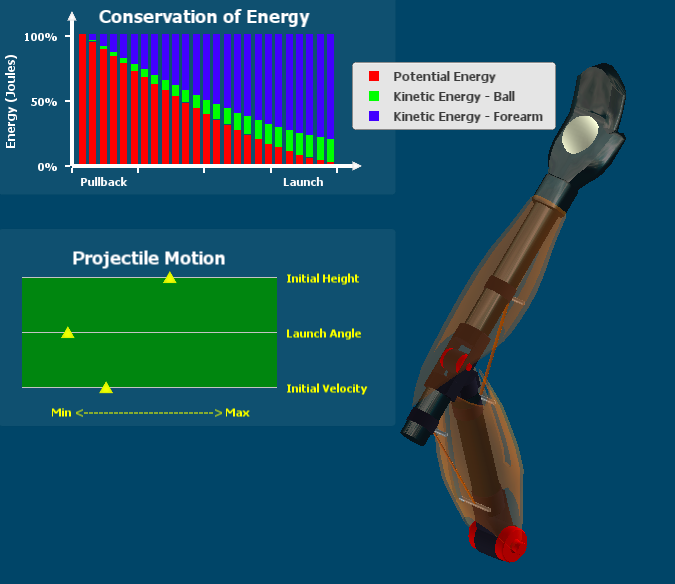 Conservation of Energy
Energy (Joules)
100%
50%
0%
Pullback
Launch
Potential Energy
Kinetic Energy - Ball
Kinetic Energy - Forearm
Projectile Motion
Initial Height
Launch Angle
Initial Velocity
Min <---------------------------> Max